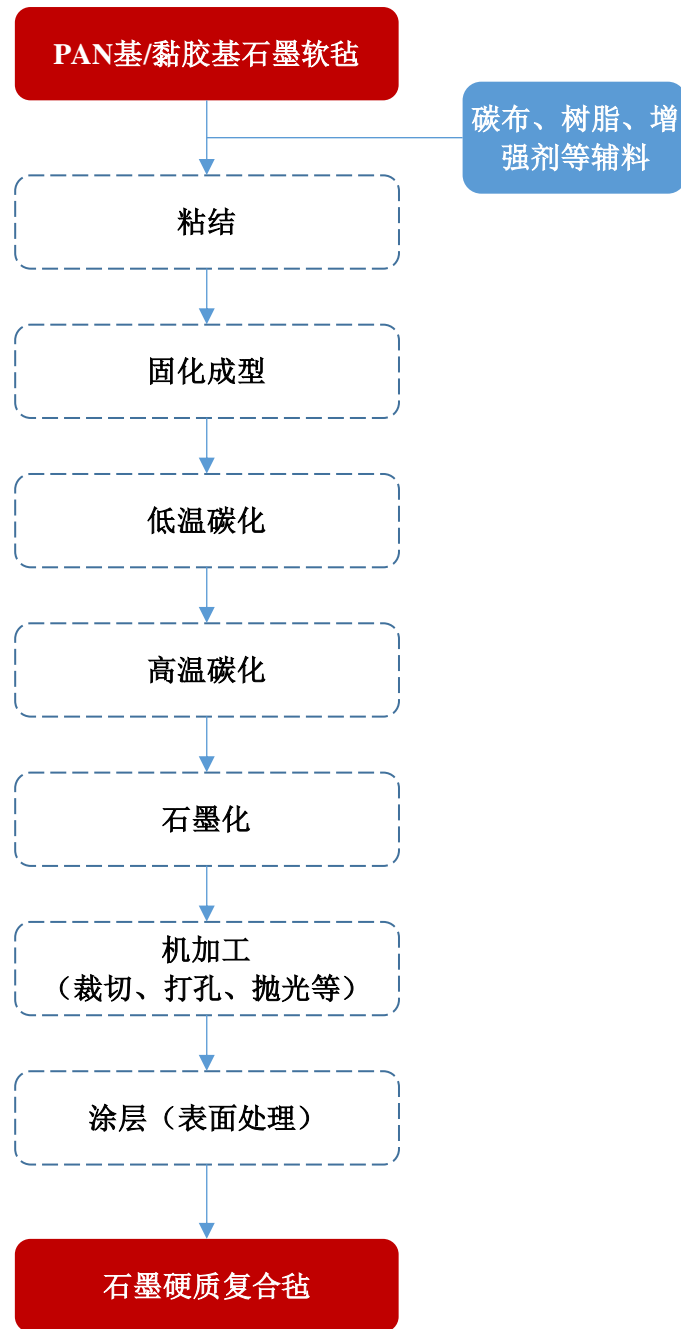 PAN基/黏胶基石墨软毡
碳布、树脂、增
强剂等辅料
粘结
固化成型
低温碳化
高温碳化
石墨化
机加工
（裁切、打孔、抛光等）
涂层（表面处理）
石墨硬质复合毡